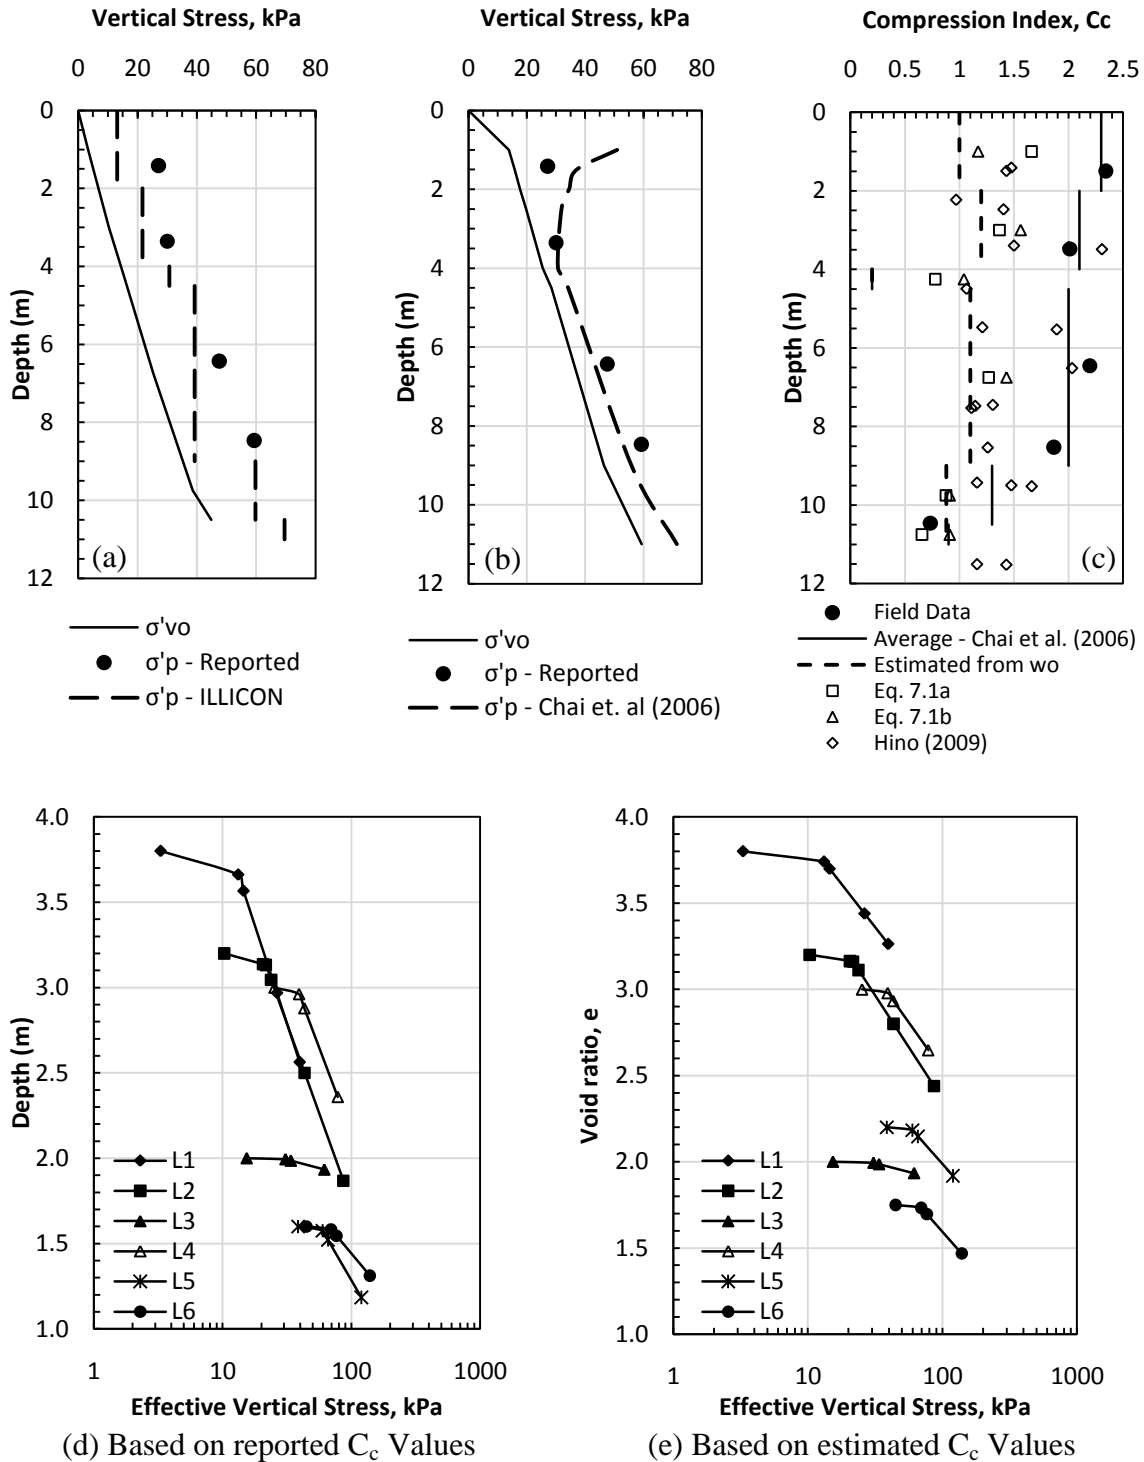 Vertical Stress, kPa
0 20 40 60 80
0
2
4
6
8
10
12
Depth (m)
(a)
σ'vo
σ'p - Reported
σ'p - ILLICON
Vertical Stress, kPa
0 20 40 60 80
0
2
4
6
8
10
12
Depth (m)
(b)
σ'vo
σ'p - Reported
σ'p - Chai et. al (2006)
Compression Index, Cc
0 0.5 1 1.5 2 2.5
0
2
4
6
8
10
12
Depth (m)
(c)
Field Data
Average - Chai et al. (2006)
Estimated from wo
Eq. 7.1a
Eq. 7.1b
Hino (2009)
4.0
3.5
3.0
2.5
2.0
1.5
1.0
Depth (m)
L1
L2
L3
L4
L5
L6
1 10 100 1000
Effective Vertical Stress, kPa
(d) Based on reported Cc Values
4.0
3.5
3.0
2.5
2.0
1.5
1.0
Void ratio, e
L1
L2
L3
L4
L5
L6
1 10 100 1000
Effective Vertical Stress, kPa
(e) Based on estimated Cc Values